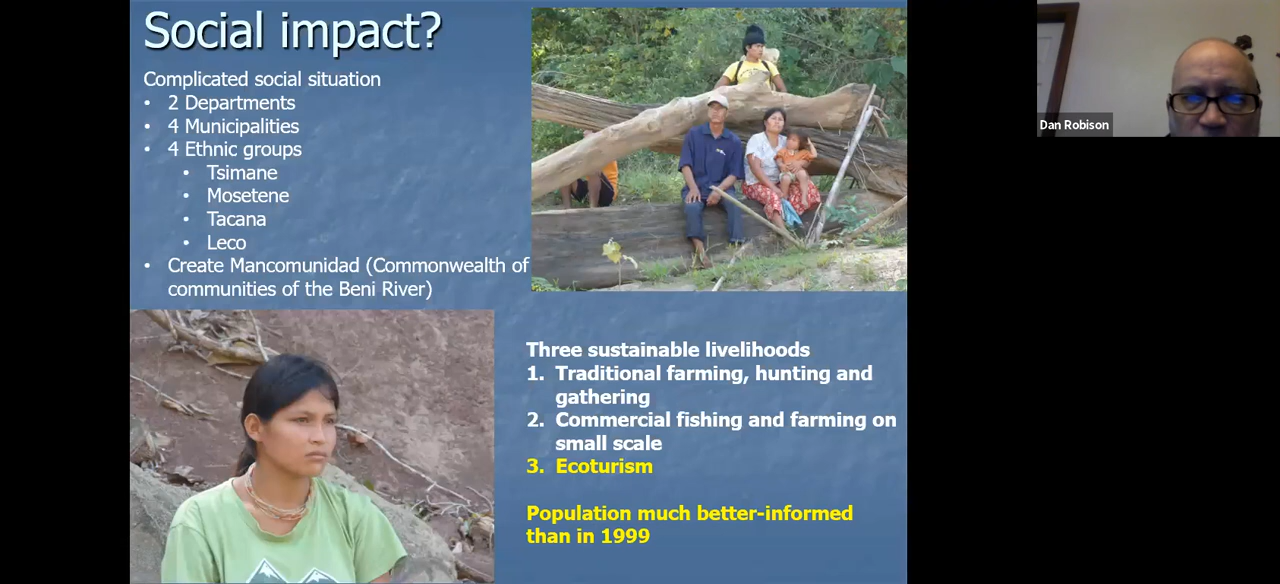 Social impact?
Complicated social situation
• 2 Departments
• 4 Municipalities
• 4 Ethnic groups
• Tsimane
• Mosetene
• Tacana
• Leco
• Create Mancomunidad (Commonwealth of
communities of the Beni River)
Three sustainable livelihoods
1. Traditional farming, hunting and
gathering
2. Commercial fishing and farming on
small scale
3. Ecoturism
Population much better-informed
than in 1999
Dan Robison